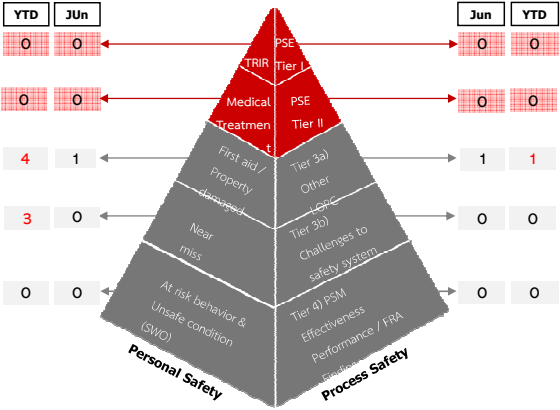 YTD JUn Jun YTD
0 0 TRIR PSE 0 0
Tier I
0 0 Medical PSE 0 0
Treatmen Tier II
t
4 1 First aid / Tier 3a) 1 1
Property Other
damaged LOPC
3 0 Near Tier 3b) 0 0
miss Challenges to
safety system
0 0 At risk behavior & Tier 4) PSM 0 0
Unsafe condition Effectiveness
(SWO) Performance / FRA
Finding
Personal Safety Process Safety